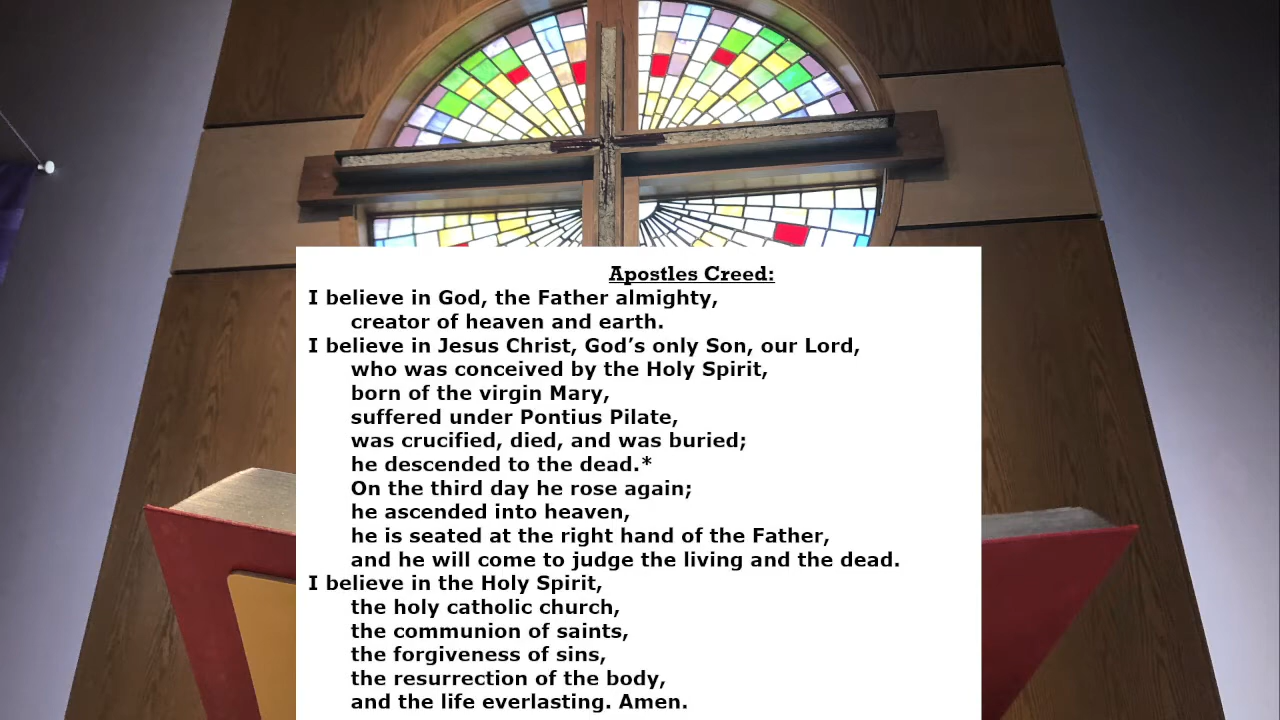 Apostles Creed:
I believe in God, the Father almighty,
creator of heaven and earth.
I believe in Jesus Christ, God’s only Son, our Lord,
who was conceived by the Holy Spirit,
born of the virgin Mary,
suffered under Pontius Pilate,
was crucified, died, and was buried;
he descended to the dead.*
On the third day he rose again;
he ascended into heaven,
he is seated at the right hand of the Father,
and he will come to judge the living and the dead.
I believe in the Holy Spirit,
the holy catholic church,
the communion of saints,
the forgiveness of sins,
the resurrection of the body,
and the life everlasting. Amen.